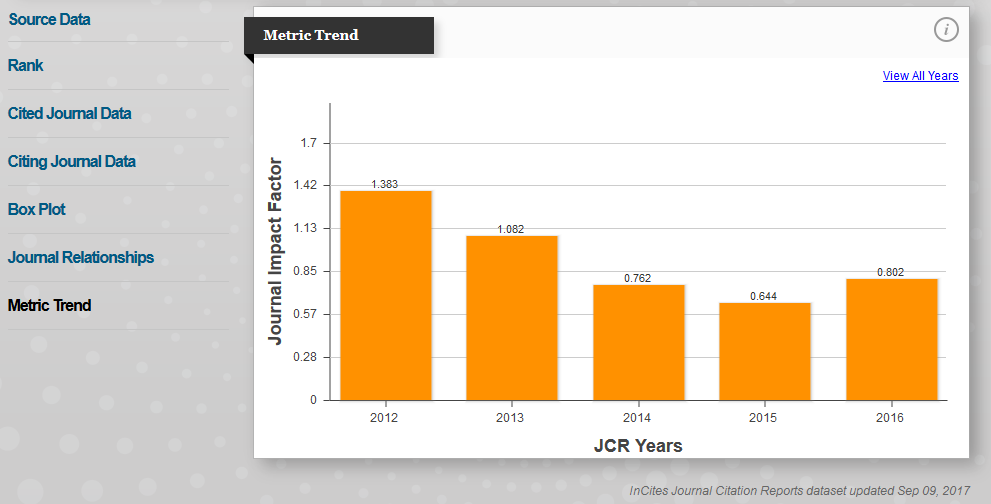 Source Data
Rank
Cited Journal Data
Citing Journal Data
Box Plot
Journal Relationships
Metric Trend
Metric Trend
i
View All Years
Journal Impact Factor
1.7
1.42
1.13
0.85
0.57
0.28
0
1.383
1.082
0.762
0.644
0.802
2012 2013 2014 2015 2016
JCR Years
InCites Journal Citation Reports dataset updated Sep 09, 2017